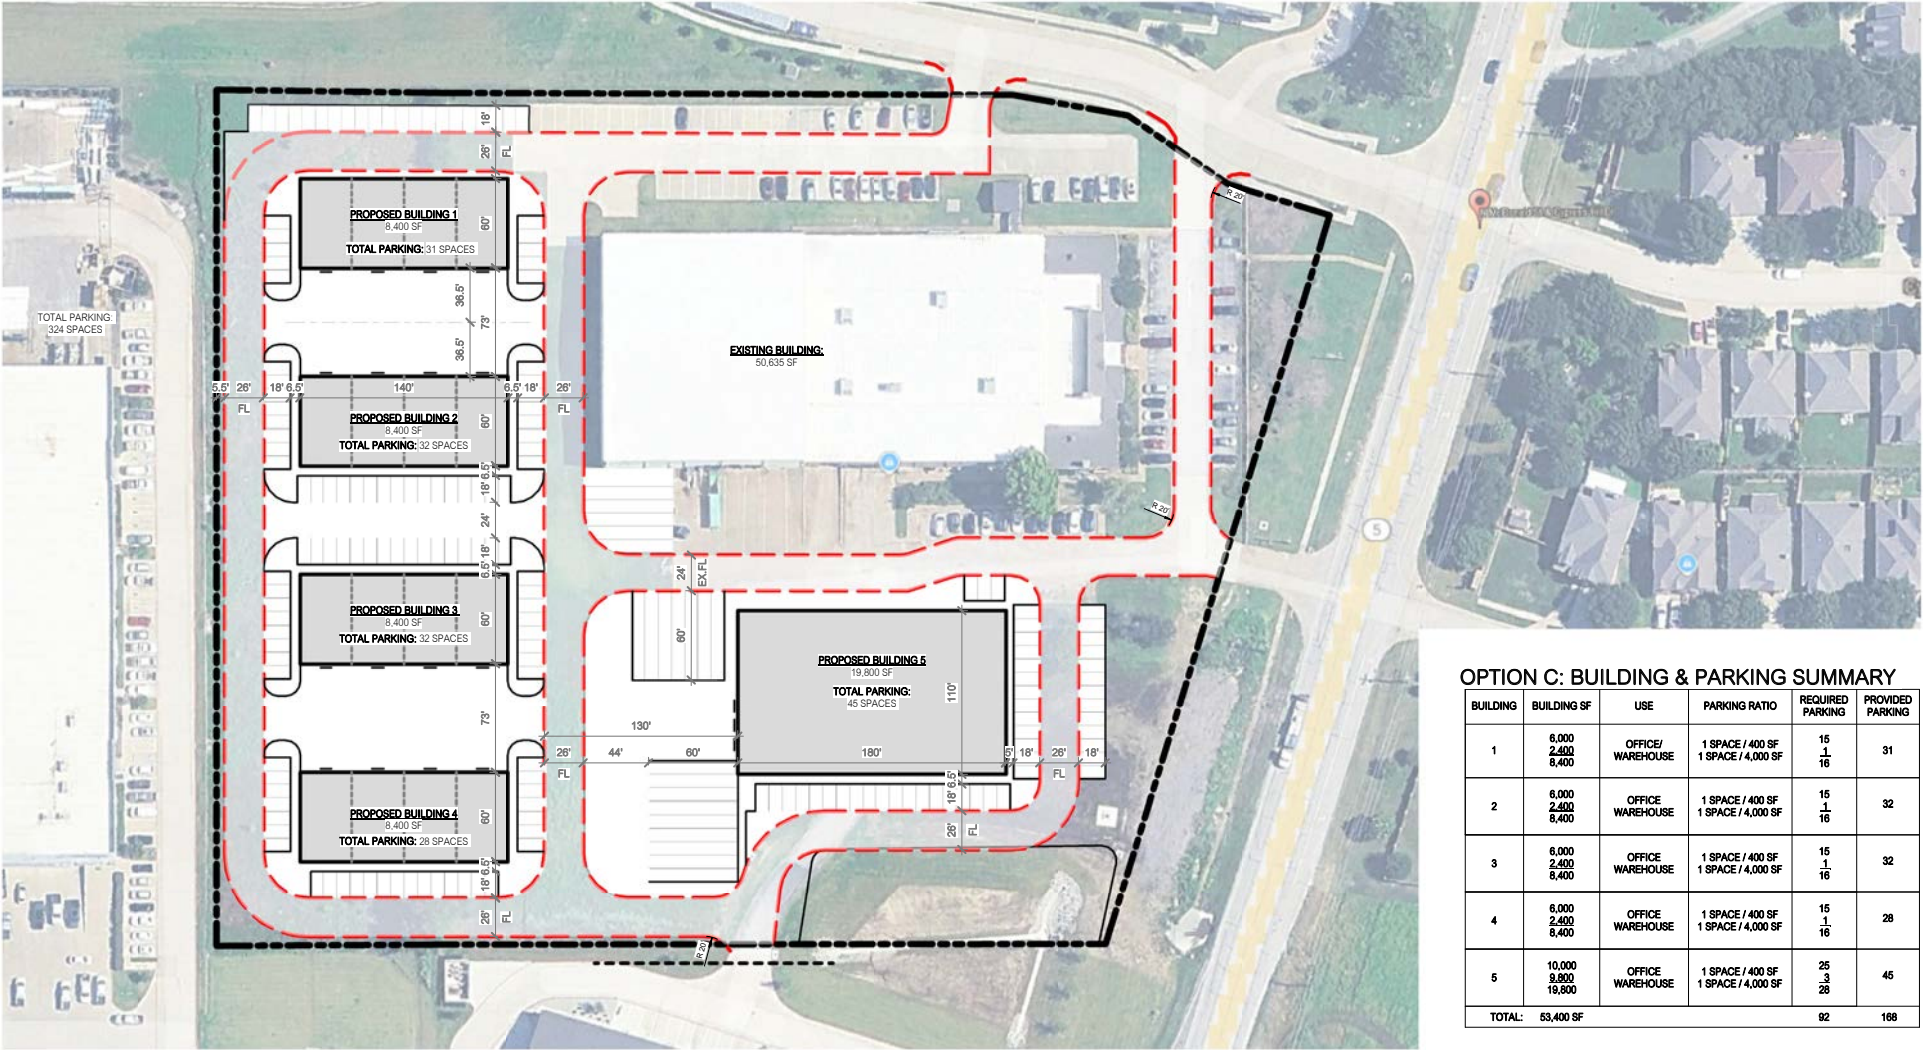 18'
26'
FL
PROPOSED BUILDING 1
8,400 SF
TOTAL PARKING: 31 SPACES
60'
R 20'
36.5'
73'
36.5'
TOTAL PARKING:
324 SPACES
EXISTING BUILDING:
50,635 SF
5.5' 26' 18' 6.5' 140' 6.5' 18' 26'
FL FL
PROPOSED BUILDING 2
8,400 SF
TOTAL PARKING: 32 SPACES
60'
18' 6.5'
24'
6.5' 18'
R 20'
5
24'
EX.FL
PROPOSED BUILDING 3
8,400 SF
TOTAL PARKING: 32 SPACES
60'
60'
PROPOSED BUILDING 5
19,800 SF
TOTAL PARKING:
45 SPACES
110'
73'
130'
26' 44' 60' 180' 5' 18' 26' 18'
FL FL
18' 6.5'
26'
FL
PROPOSED BUILDING 4
8,400 SF
TOTAL PARKING: 28 SPACES
60'
18' 6.5'
26'
FL
R 20'
OPTION C: BUILDING & PARKING SUMMARY
BUILDING BUILDING SF USE PARKING RATIO REQUIRED PARKING PROVIDED PARKING
1 6,000 2,400 8,400 OFFICE/ WAREHOUSE 1 SPACE / 400 SF 1 SPACE / 4,000 SF 15 1 16 31
2 6,000 2,400 8,400 OFFICE WAREHOUSE 1 SPACE / 400 SF 1 SPACE / 4,000 SF 15 1 16 32
3 6,000 2,400 8,400 OFFICE WAREHOUSE 1 SPACE / 400 SF 1 SPACE / 4,000 SF 15 1 16 32
4 6,000 2,400 8,400 OFFICE WAREHOUSE 1 SPACE / 400 SF 1 SPACE / 4,000 SF 15 1 16 28
5 10,000 9,800 19,800 OFFICE WAREHOUSE 1 SPACE / 400 SF 1 SPACE / 4,000 SF 25 3 28 45
TOTAL: 53,400 SF 92 168